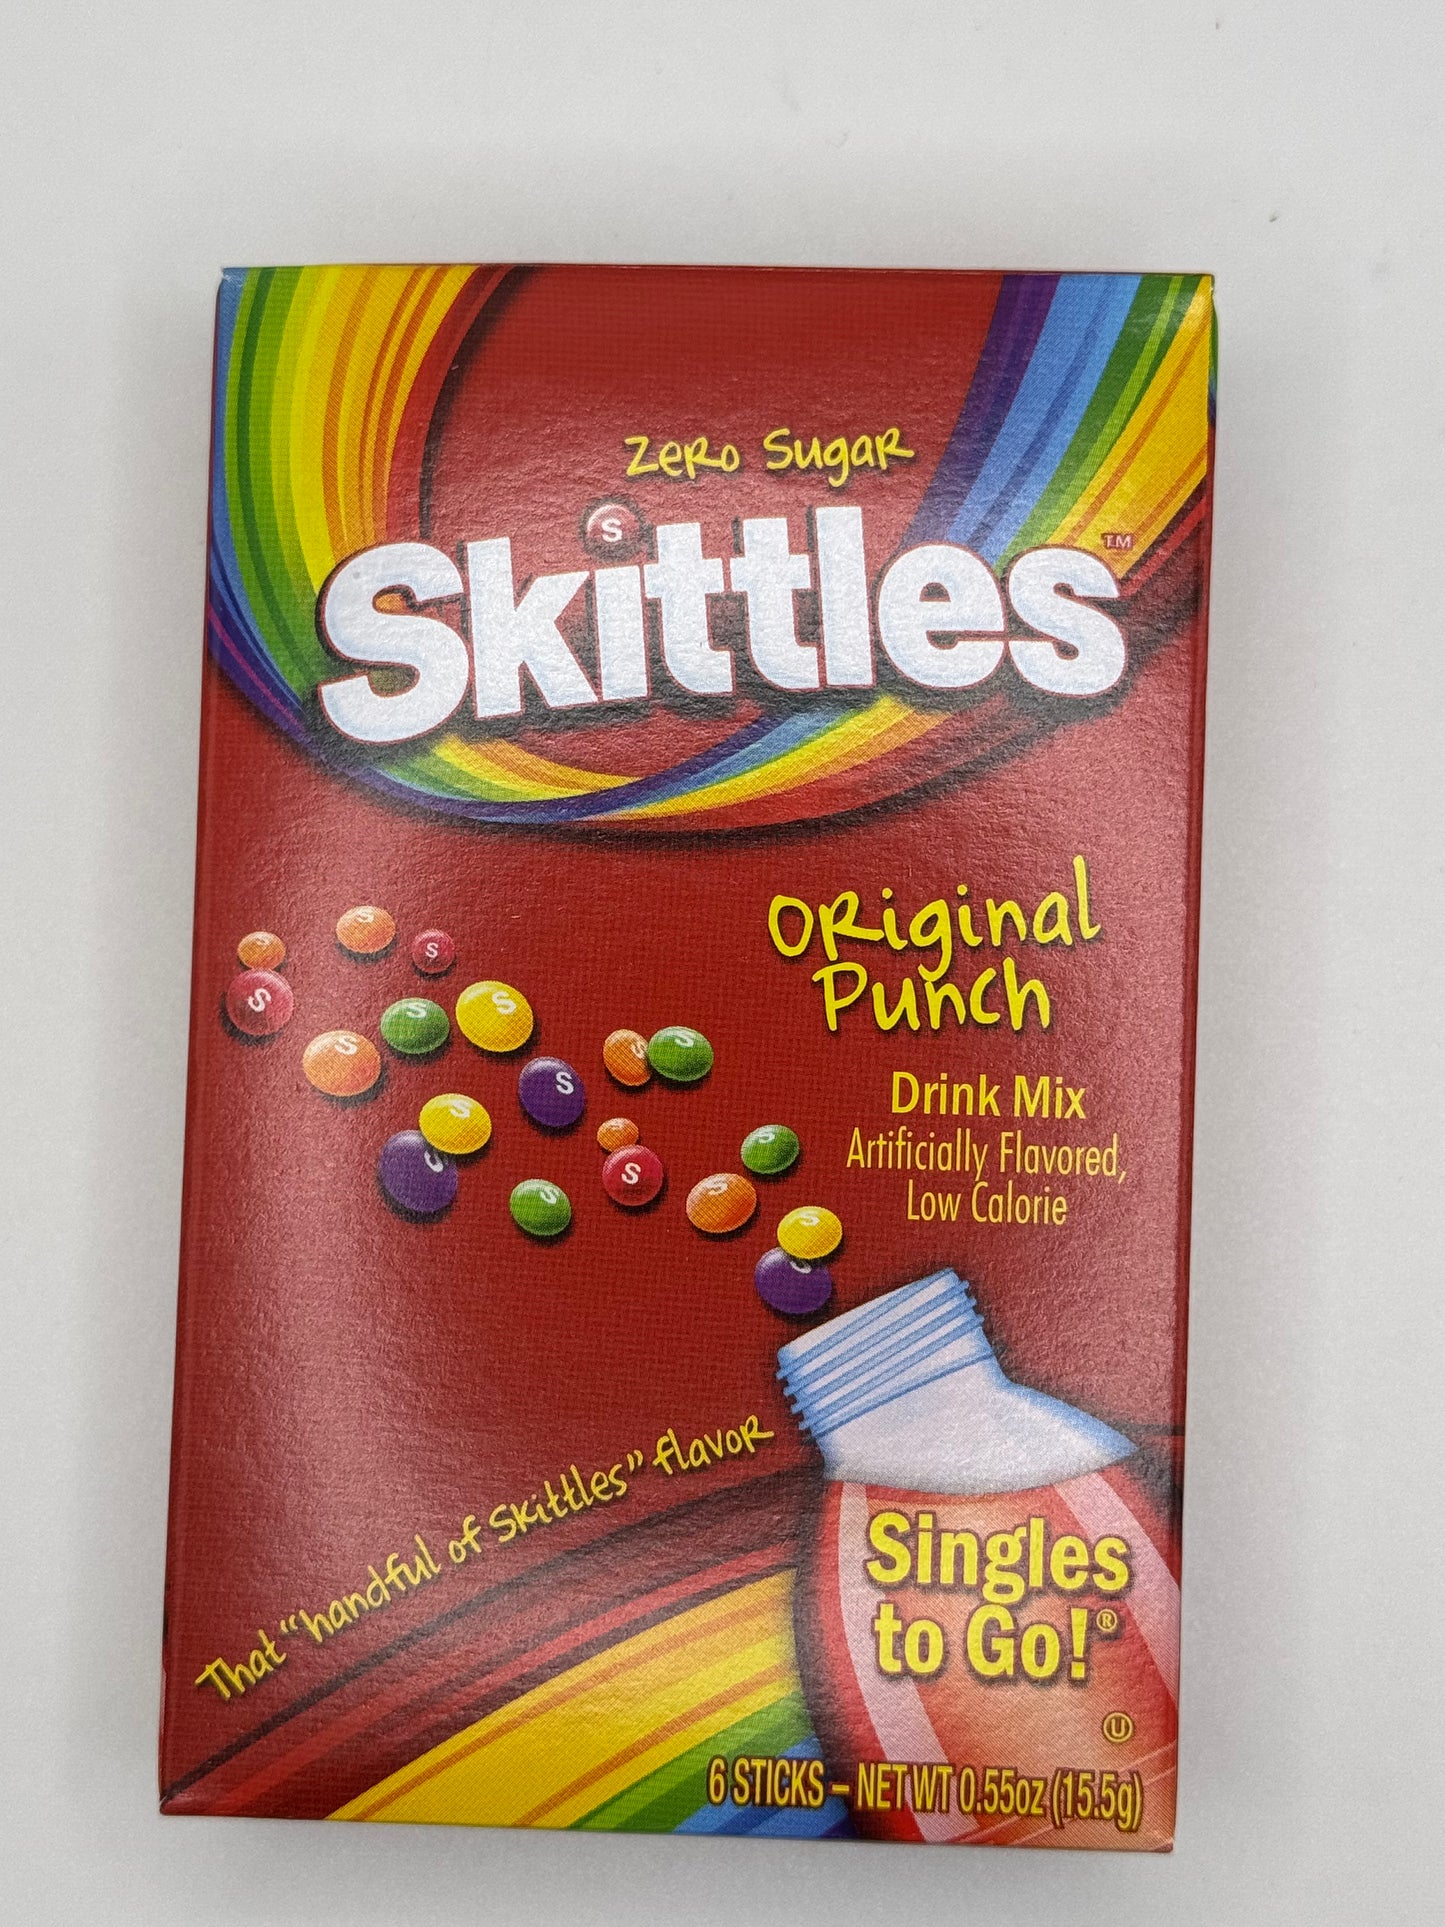 Zero Sugar
Skittles™
Original
Punch
Drink Mix
Artificially Flavored,
Low Calorie
That "handful of Skittles" flavor
Singles
to Go!®
U
6 STICKS – NET WT 0.55oz (15.5g)